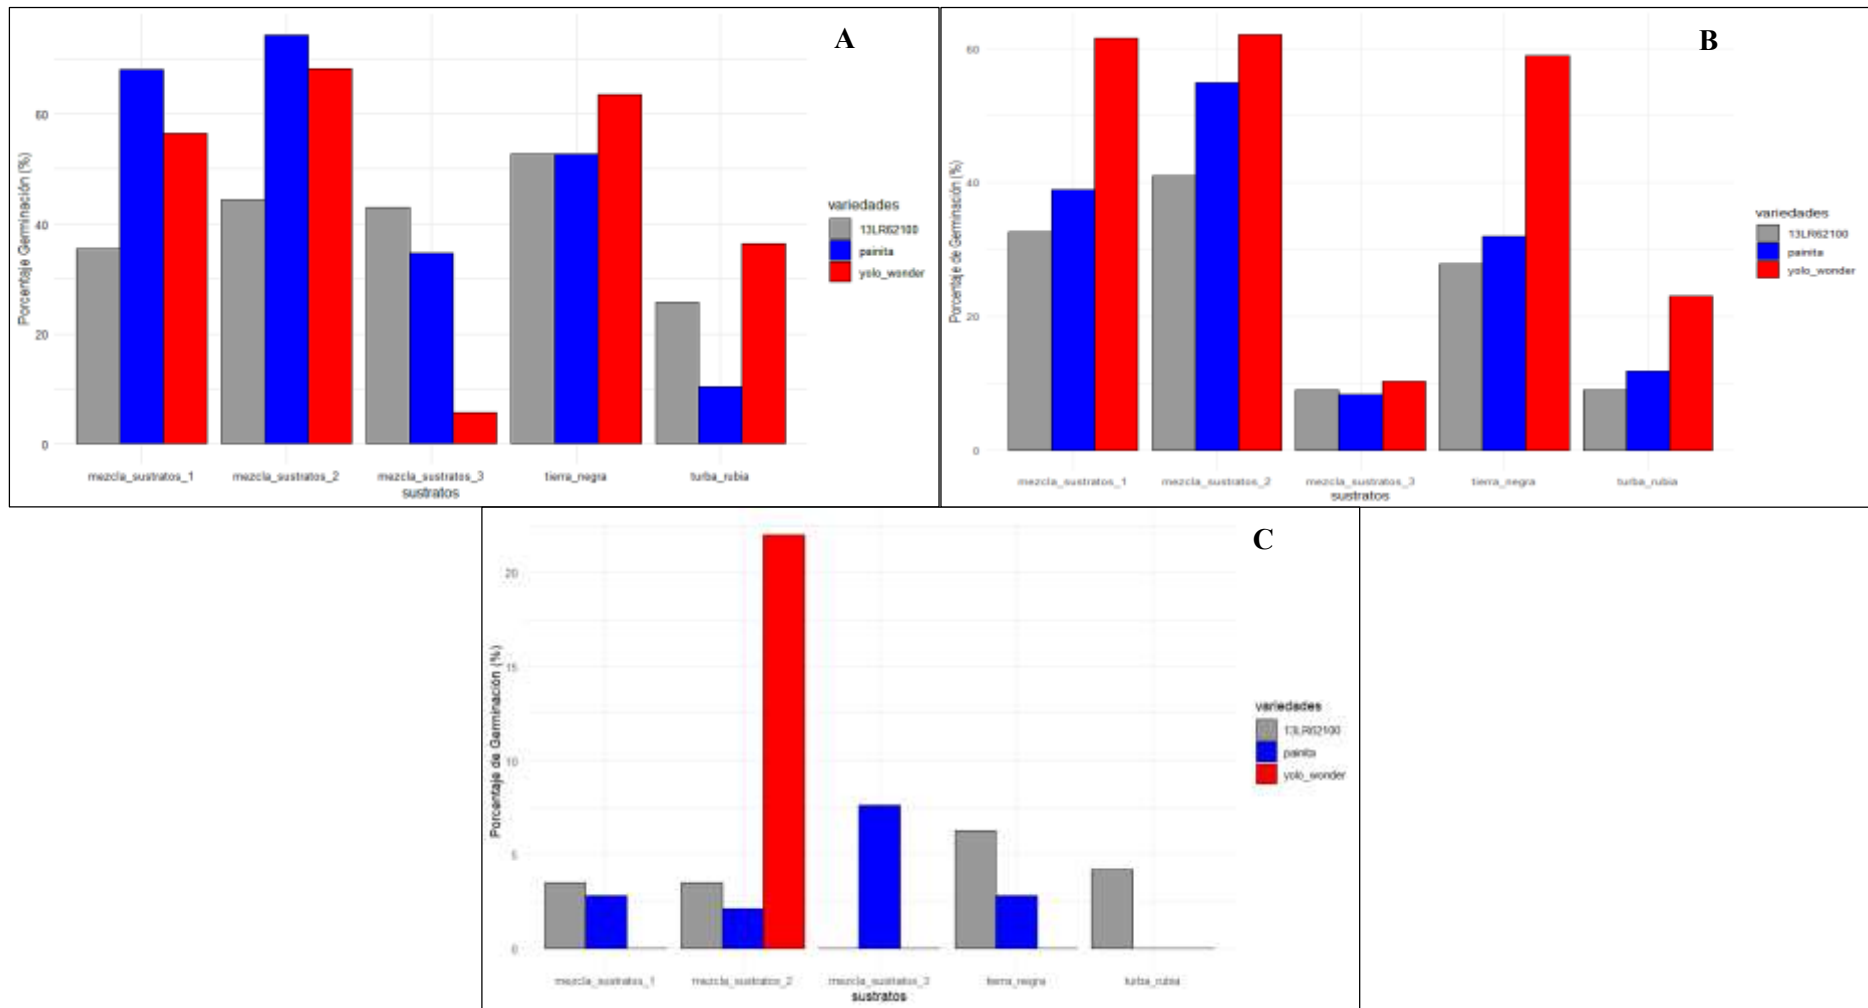 A
Porcentaje Germinación (%)
60
40
20
0
mezcla_sustratos_1 mezcla_sustratos_2 mezcla_sustratos_3 tierra_negra turba_rubia
sustratos
variedades
13LR62100
painita
yolo_wonder
B
Porcentaje de Germinación (%)
60
40
20
0
mezcla_sustratos_1 mezcla_sustratos_2 mezcla_sustratos_3 tierra_negra turba_rubia
sustratos
variedades
13LR62100
painita
yolo_wonder
C
Porcentaje de Germinación (%)
20
15
10
5
0
mezcla_sustratos_1 mezcla_sustratos_2 mezcla_sustratos_3 tierra_negra turba_rubia
sustratos
variedades
13LR62100
painita
yolo_wonder